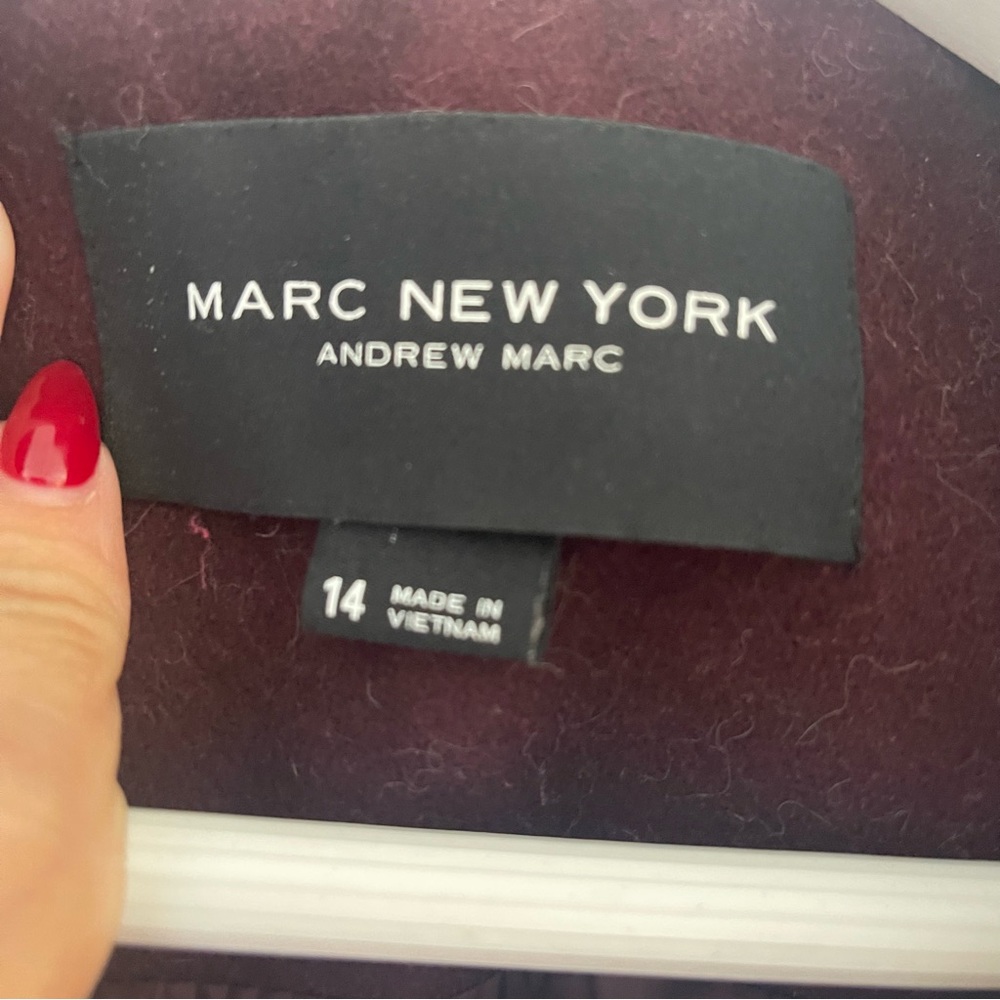 MARC NEW YORK
ANDREW MARC
14 MADE IN
VIETNAM